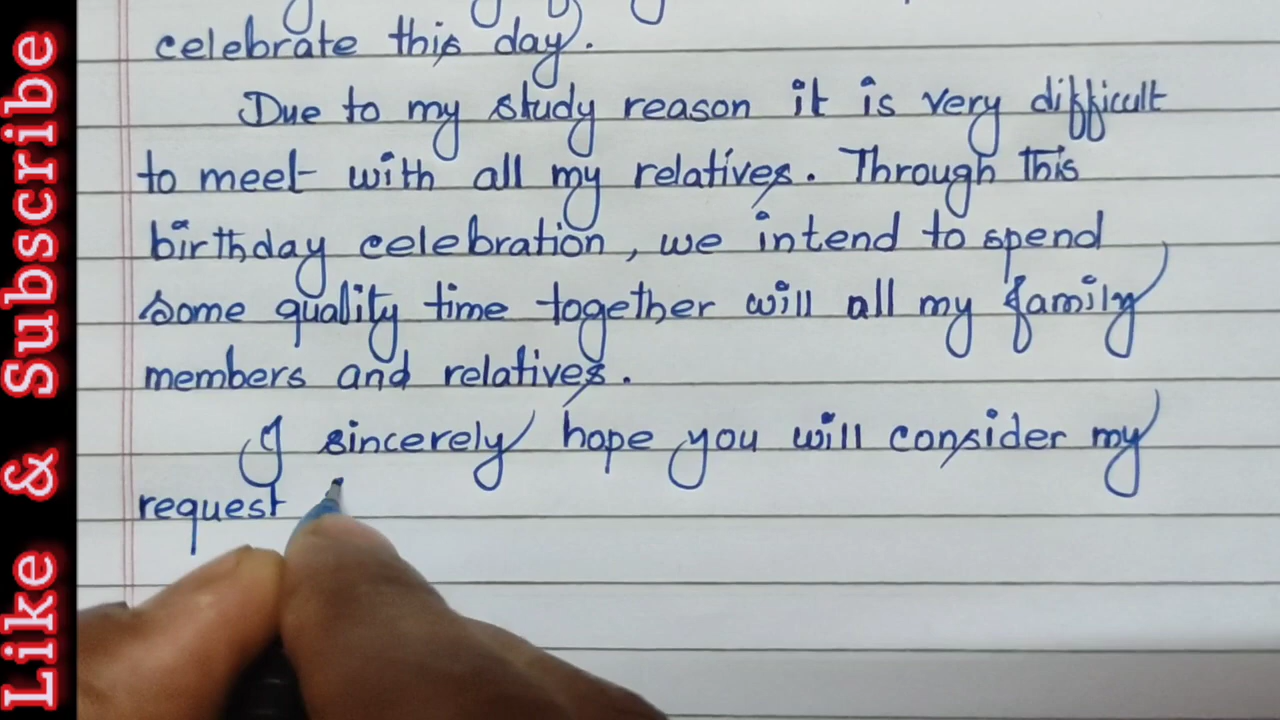 Like & Subscribe
celebrate this day.
Due to my study reason it is very difficult
to meet with all my relatives. Through this
birthday celebration, we intend to spend
some quality time together will all my family
members and relatives.
I sincerely hope you will consider my
request